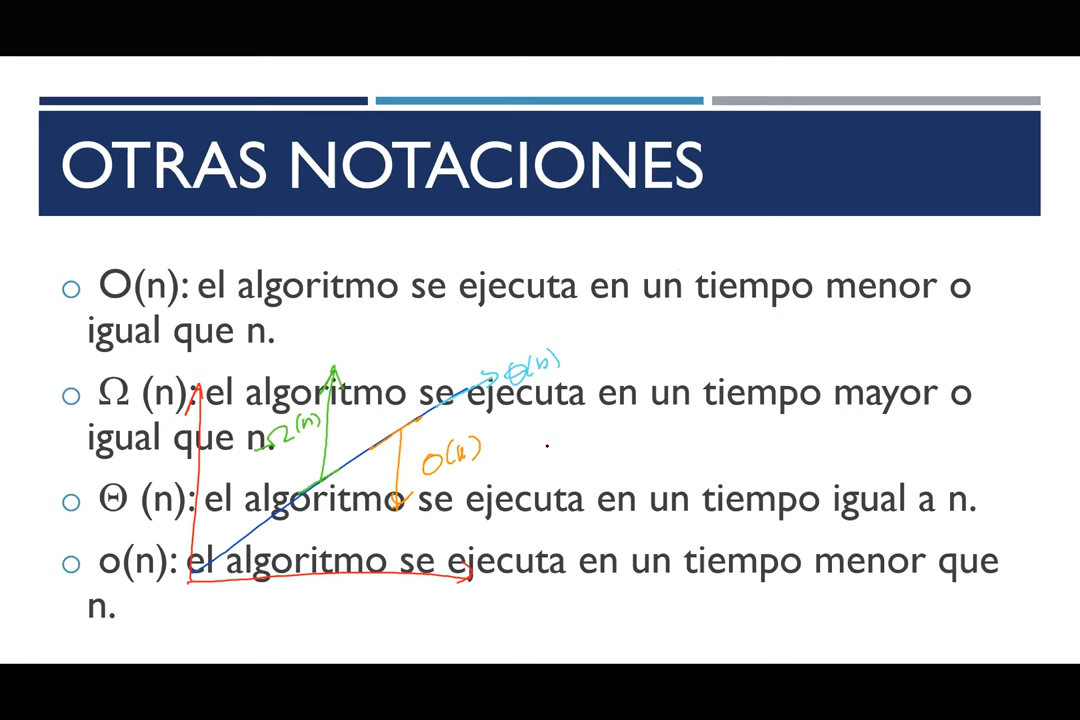 OTRAS NOTACIONES
O(n): el algoritmo se ejecuta en un tiempo menor o
igual que n.
Ω (n): el algoritmo se ejecuta en un tiempo mayor o
igual que n.
Θ (n): el algoritmo se ejecuta en un tiempo igual a n.
o(n): el algoritmo se ejecuta en un tiempo menor que
n.
Θ(n)
Ω(n)
O(n)